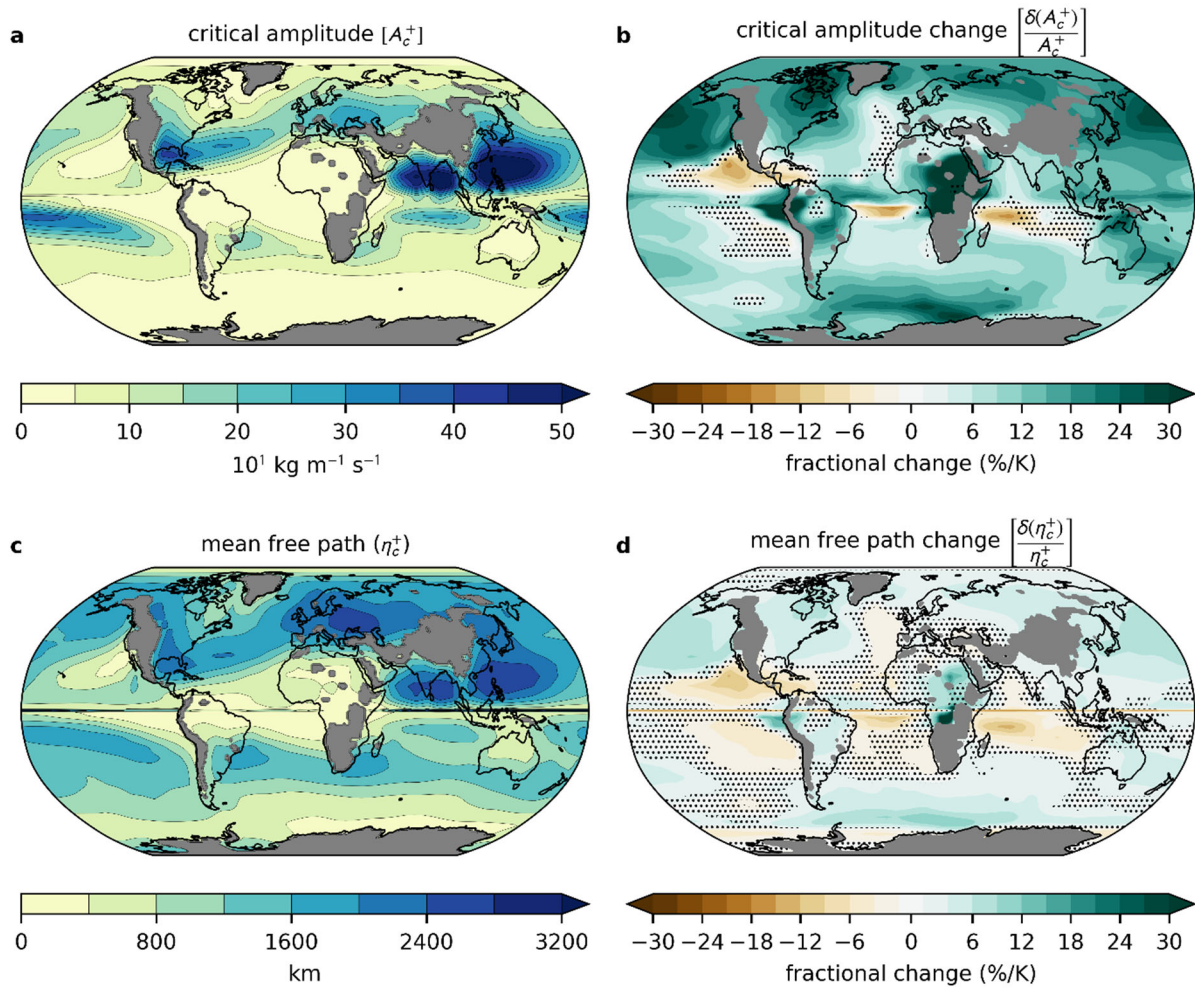 a
critical amplitude [A_c^+]
b
critical amplitude change [δ(A_c^+)/A_c^+]
0 10 20 30 40 50
10¹ kg m⁻¹ s⁻¹
−30 −24 −18 −12 −6 0 6 12 18 24 30
fractional change (%/K)
c
mean free path (η_c^+)
d
mean free path change [δ(η_c^+)/η_c^+]
0 800 1600 2400 3200
km
−30 −24 −18 −12 −6 0 6 12 18 24 30
fractional change (%/K)